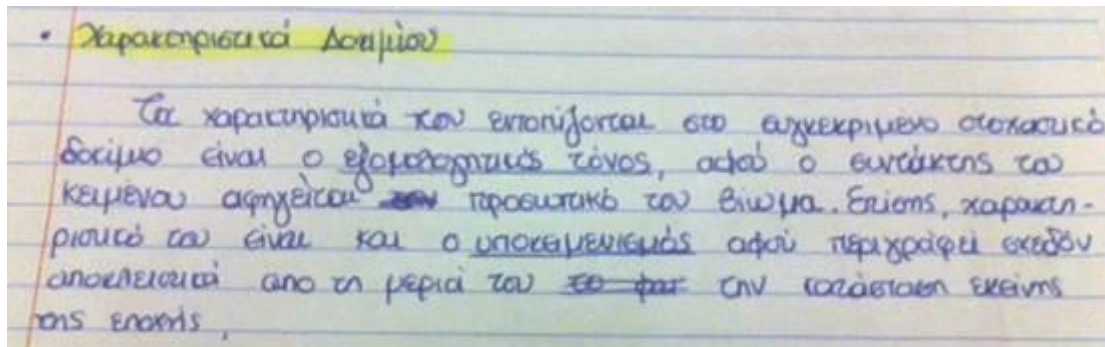 • Χαρακτηριστικά Δοκιμίου
Τα χαρακτηριστικά που εντοπίζονται στο συγκεκριμένο στοχαστικό
δοκίμιο είναι ο εξομολογητικός τόνος, αφού ο συντάκτης του
κειμένου αφηγείται προσωπικό του βίωμα. Επίσης, χαρακτη-
ριστικό του είναι και ο υποκειμενισμός αφού περιγράφει σχεδόν
αποκλειστικά απο τη μεριά του την κατάσταση εκείνης
της εποχής.